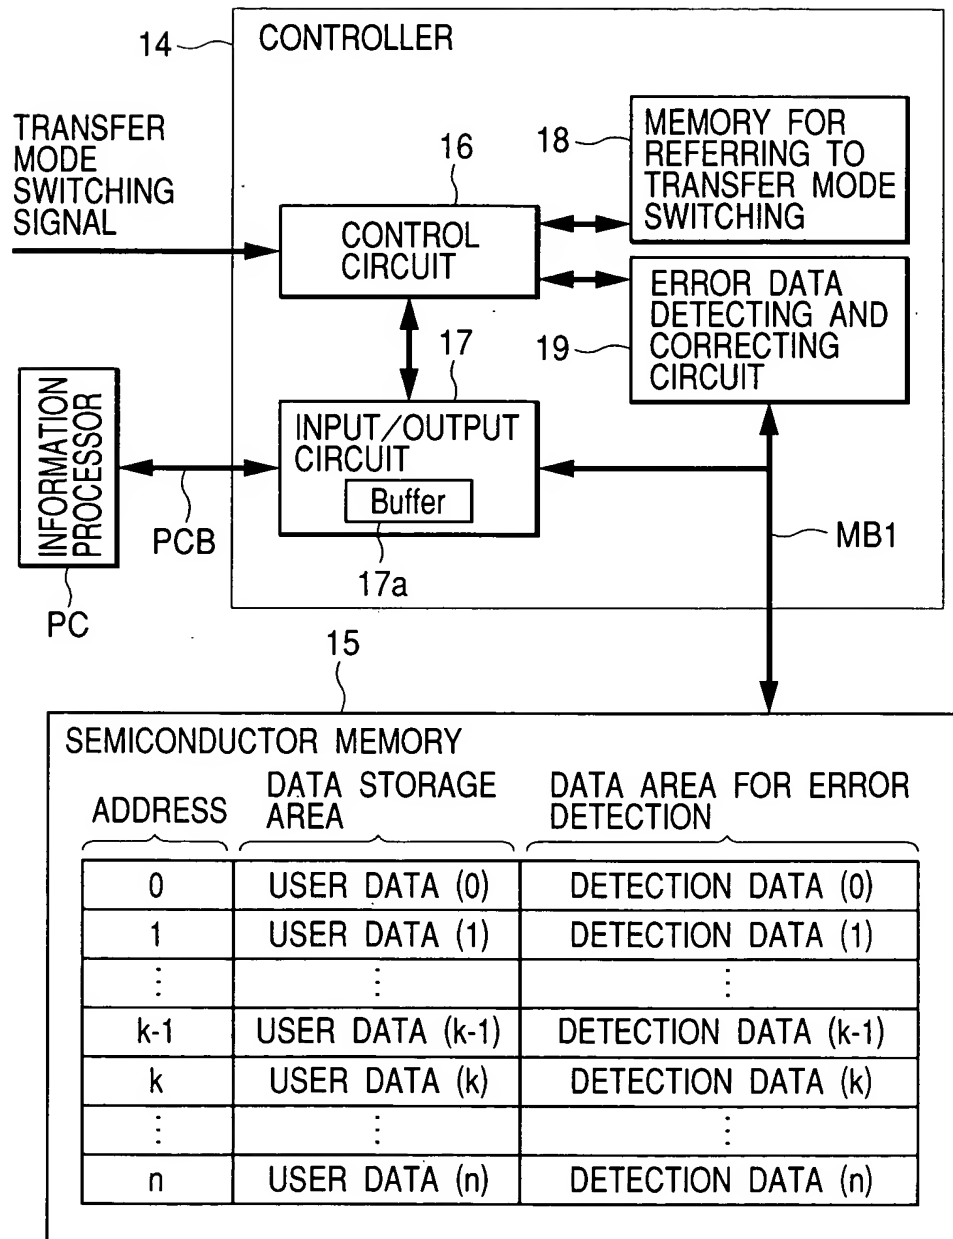 14
CONTROLLER
TRANSFER
MODE
SWITCHING
SIGNAL
16
CONTROL
CIRCUIT
18
MEMORY FOR
REFERRING TO
TRANSFER MODE
SWITCHING
19
ERROR DATA
DETECTING AND
CORRECTING
CIRCUIT
17
INPUT/OUTPUT
CIRCUIT
Buffer
17a
INFORMATION
PROCESSOR
PC
PCB
MB1
15
SEMICONDUCTOR MEMORY
ADDRESS
DATA STORAGE
AREA
DATA AREA FOR ERROR
DETECTION
0 USER DATA (0) DETECTION DATA (0)
1 USER DATA (1) DETECTION DATA (1)
⋮ ⋮ ⋮
k-1 USER DATA (k-1) DETECTION DATA (k-1)
k USER DATA (k) DETECTION DATA (k)
⋮ ⋮ ⋮
n USER DATA (n) DETECTION DATA (n)